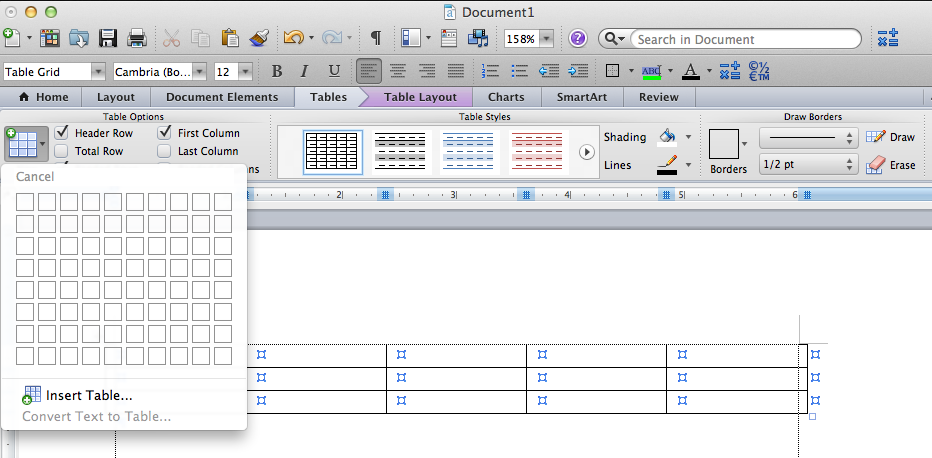 Document1
158%
Search in Document
Table Grid
Cambria (Bo...
12
B I U
ABC
A
Home Layout Document Elements Tables Table Layout Charts SmartArt Review
Table Options Table Styles Draw Borders
Header Row First Column
Total Row Last Column
ns
Shading
Lines
Borders
1/2 pt
Draw
Erase
Cancel
2 3 4 5 6
Insert Table...
Convert Text to Table...